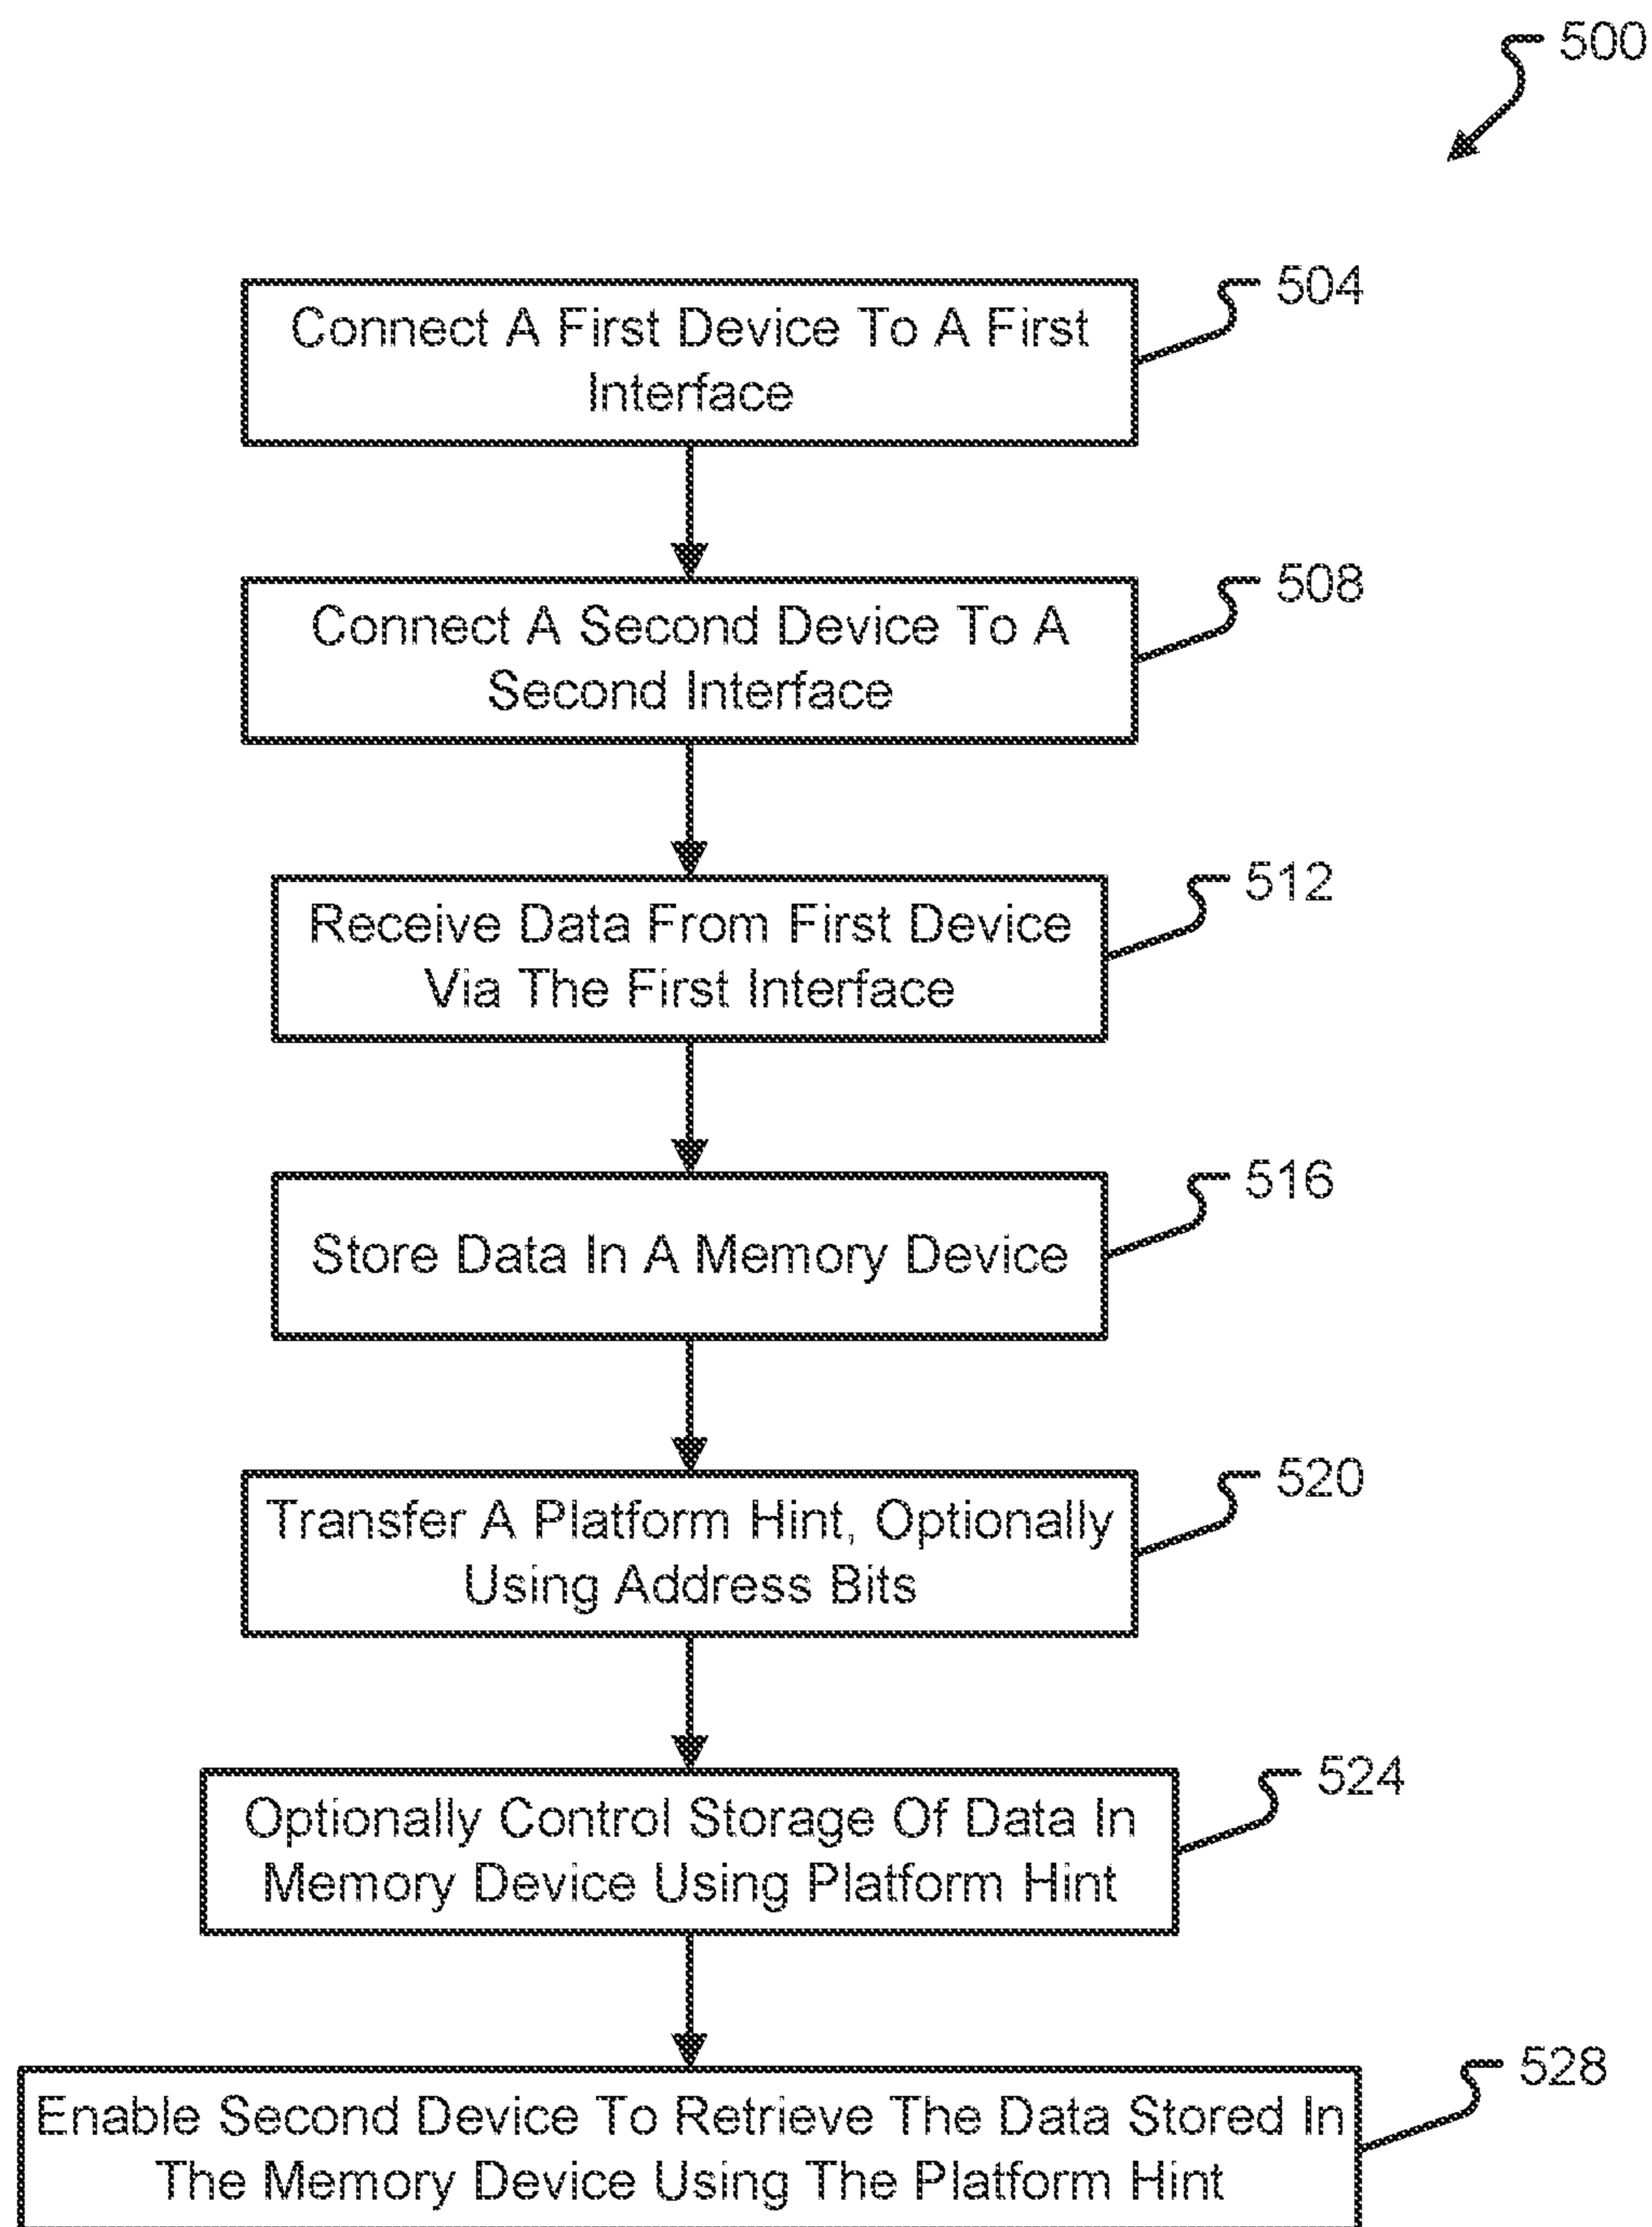 500
504
Connect A First Device To A First
Interface
508
Connect A Second Device To A
Second Interface
512
Receive Data From First Device
Via The First Interface
516
Store Data In A Memory Device
520
Transfer A Platform Hint, Optionally
Using Address Bits
524
Optionally Control Storage Of Data In
Memory Device Using Platform Hint
528
Enable Second Device To Retrieve The Data Stored In
The Memory Device Using The Platform Hint